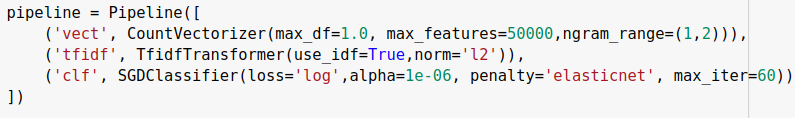 pipeline = Pipeline([
    ('vect', CountVectorizer(max_df=1.0, max_features=50000,ngram_range=(1,2))),
    ('tfidf', TfidfTransformer(use_idf=True,norm='l2')),
    ('clf', SGDClassifier(loss='log',alpha=1e-06, penalty='elasticnet', max_iter=60))
])